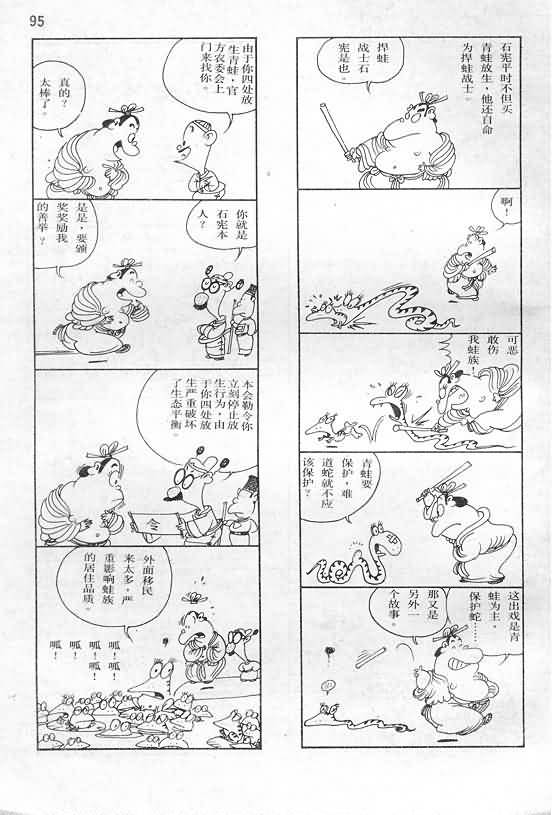 95
石宪平时不但买
青蛙放生，他还自命
为捍蛙战士。
捍蛙
战士石
宪是也。
啊！
可恶
敢伤
我蛙族！
青蛙要
保护，难
道蛇就不应
该保护？
这出戏是青
蛙为主，
保护蛇……
那又是
另外一
个故事。
由于你四处放
生青蛙，官
方农委会上
门来找你。
真的？
太棒了。
你就是
石宪本
人？
是是，要颁
奖奖励我
的善举？
本会勒令你
立刻停止放
生行为，由
于你四处放
生严重破坏
了生态平衡。
令
外面移民
来太多，严
重影响蛙族
的居住品质。
呱！
呱！
呱！
呱！
呱！
呱！